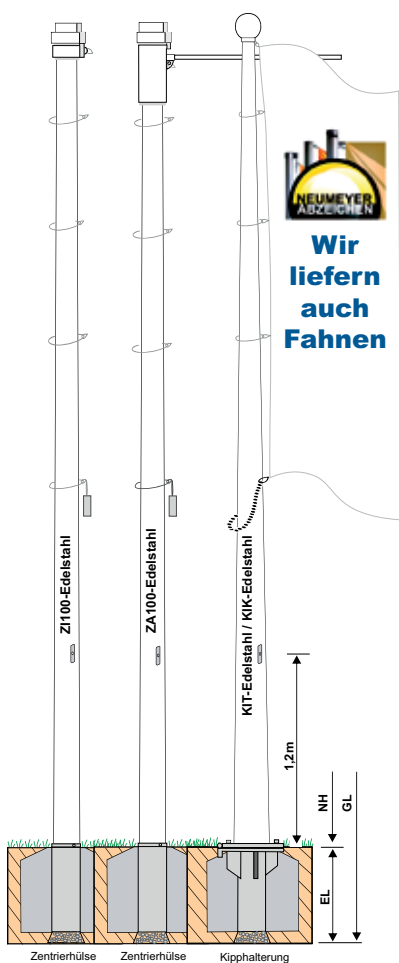 NEUMEYER
ABZEICHEN
Wir
liefern
auch
Fahnen
ZI100-Edelstahl
ZA100-Edelstahl
KIT-Edelstahl / KIK-Edelstahl
1,2m
NH
GL
EL
Zentrierhülse
Zentrierhülse
Kipphalterung